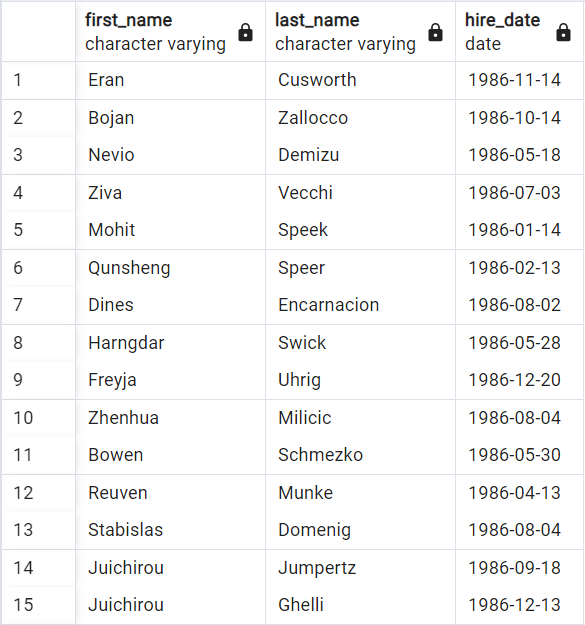 first_name last_name hire_date
character varying character varying date
1 Eran Cusworth 1986-11-14
2 Bojan Zallocco 1986-10-14
3 Nevio Demizu 1986-05-18
4 Ziva Vecchi 1986-07-03
5 Mohit Speek 1986-01-14
6 Qunsheng Speer 1986-02-13
7 Dines Encarnacion 1986-08-02
8 Harngdar Swick 1986-05-28
9 Freyja Uhrig 1986-12-20
10 Zhenhua Milicic 1986-08-04
11 Bowen Schmezko 1986-05-30
12 Reuven Munke 1986-04-13
13 Stabislas Domenig 1986-08-04
14 Juichirou Jumpertz 1986-09-18
15 Juichirou Ghelli 1986-12-13